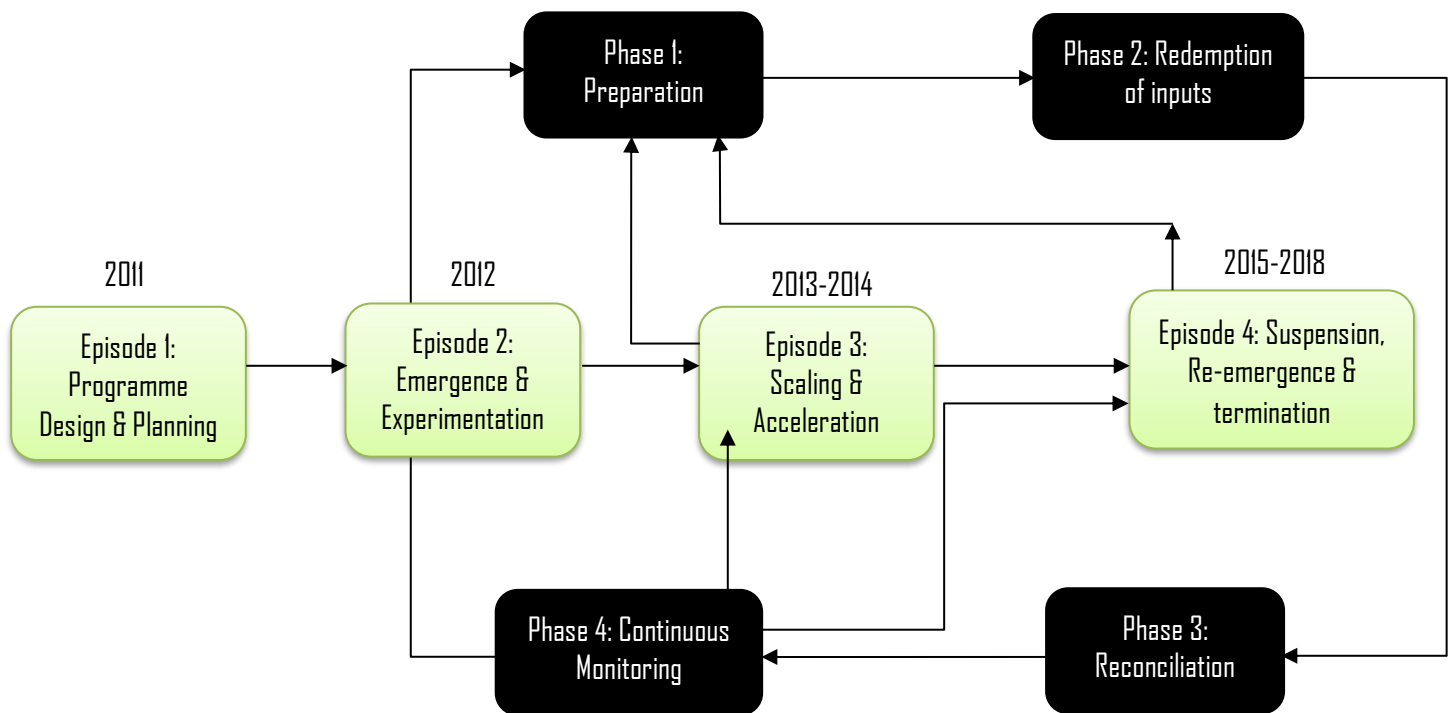 Phase 1:
Preparation
Phase 2: Redemption
of inputs
2011
2012
2013-2014
2015-2018
Episode 1:
Programme
Design & Planning
Episode 2:
Emergence &
Experimentation
Episode 3:
Scaling &
Acceleration
Episode 4: Suspension,
Re-emergence &
termination
Phase 4: Continuous
Monitoring
Phase 3:
Reconciliation